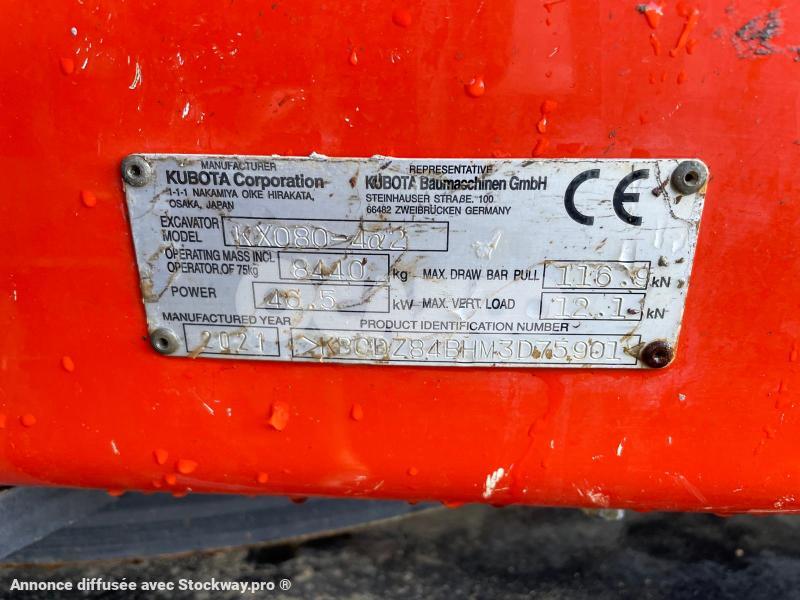 MANUFACTURER
KUBOTA Corporation
1-1-1 NAKAMIYA OIKE HIRAKATA,
OSAKA, JAPAN
REPRESENTATIVE
KUBOTA Baumaschinen GmbH
STEINHAUSER STRAßE, 100
66482 ZWEIBRÜCKEN GERMANY
CE
EXCAVATOR MODEL KX080-4α2
OPERATING MASS INCL.
OPERATOR OF 75kg 8440 kg MAX. DRAW BAR PULL 116.9 kN
POWER 46.5 kW MAX. VERT. LOAD 12.1 kN
MANUFACTURED YEAR PRODUCT IDENTIFICATION NUMBER
2021 >KBCDZ84BHM3D75901
Annonce diffusée avec Stockway.pro ®